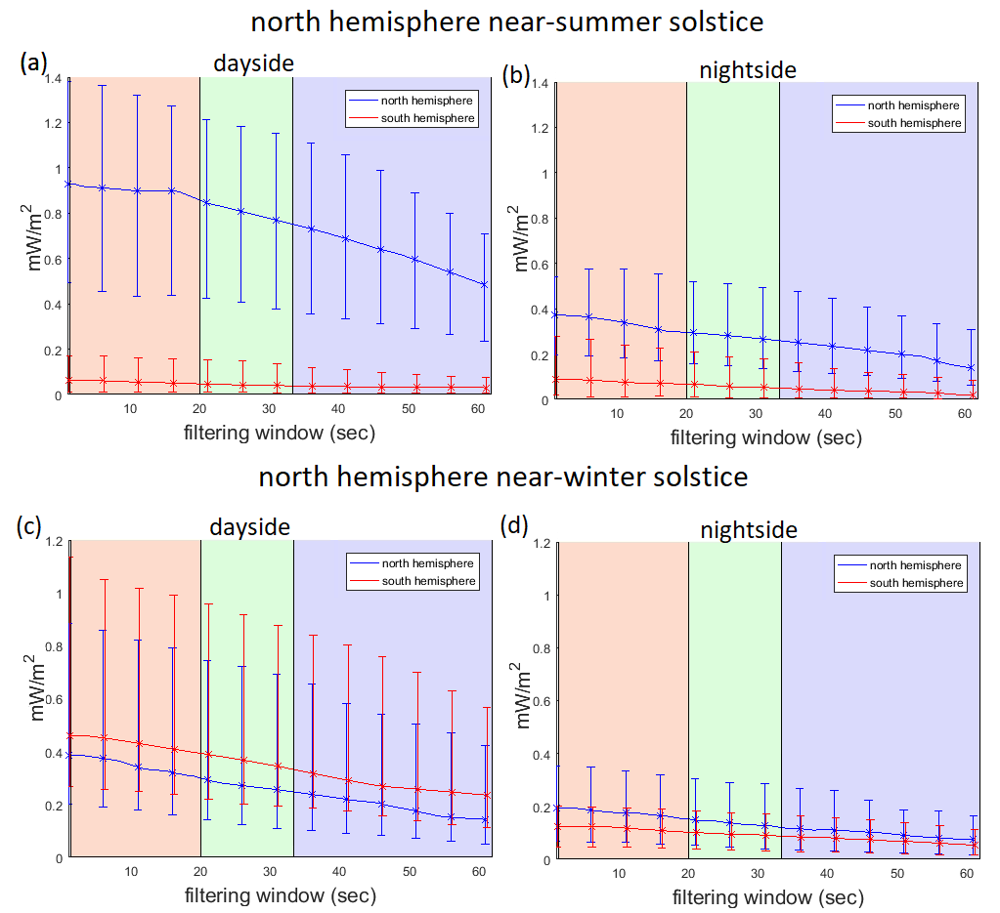 north hemisphere near-summer solstice
(a) dayside
1.4
1.2
1
0.8
0.6
0.4
0.2
0
mW/m²
north hemisphere
south hemisphere
10 20 30 40 50 60
filtering window (sec)
(b) nightside
1.4
1.2
1
0.8
0.6
0.4
0.2
0
mW/m²
north hemisphere
south hemisphere
10 20 30 40 50 60
filtering window (sec)
north hemisphere near-winter solstice
(c) dayside
1.2
1
0.8
0.6
0.4
0.2
0
mW/m²
north hemisphere
south hemisphere
10 20 30 40 50 60
filtering window (sec)
(d) nightside
1.2
1
0.8
0.6
0.4
0.2
0
mW/m²
north hemisphere
south hemisphere
10 20 30 40 50 60
filtering window (sec)